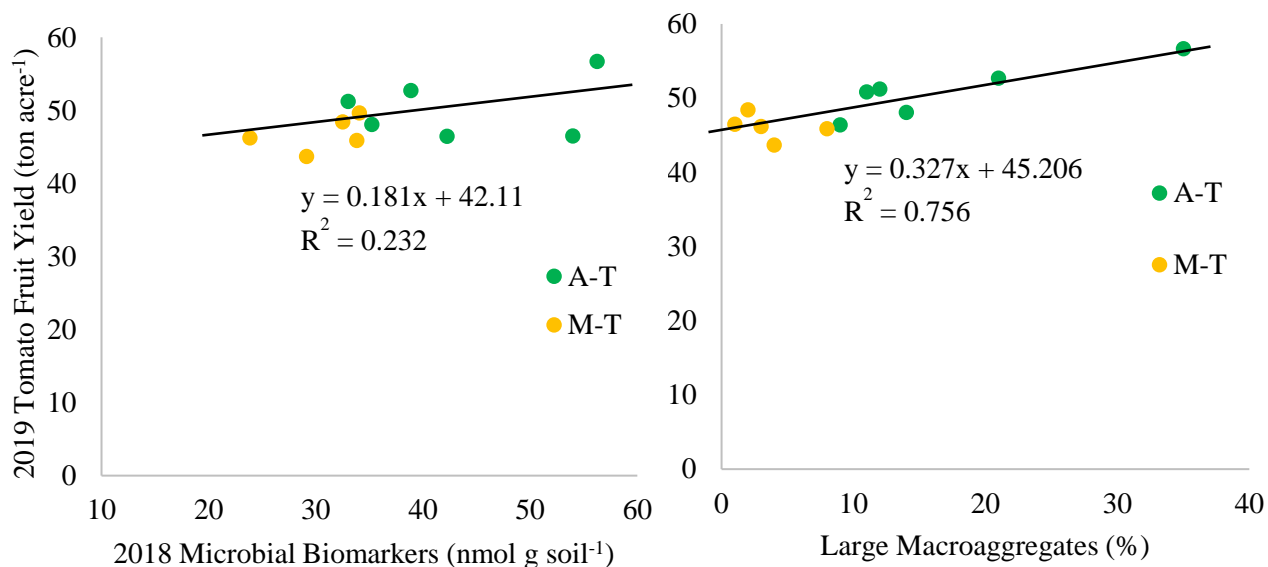 2019 Tomato Fruit Yield (ton acre⁻¹)
60
50
40
30
20
10
0
10 20 30 40 50 60
2018 Microbial Biomarkers (nmol g soil⁻¹)
y = 0.181x + 42.11
R² = 0.232
A-T
M-T
60
50
40
30
20
10
0
0 10 20 30 40
Large Macroaggregates (%)
y = 0.327x + 45.206
R² = 0.756
A-T
M-T